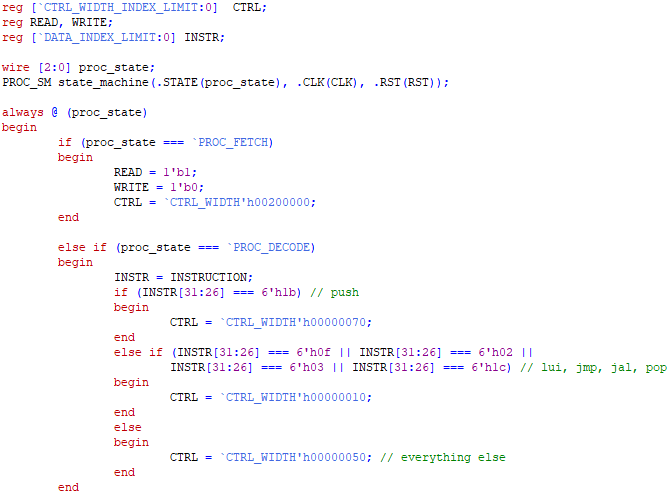 reg [`CTRL_WIDTH_INDEX_LIMIT:0]  CTRL;
reg READ, WRITE;
reg [`DATA_INDEX_LIMIT:0] INSTR;

wire [2:0] proc_state;
PROC_SM state_machine(.STATE(proc_state), .CLK(CLK), .RST(RST));

always @ (proc_state)
begin
        if (proc_state === `PROC_FETCH)
        begin
                READ = 1'b1;
                WRITE = 1'b0;
                CTRL = `CTRL_WIDTH'h00200000;
        end

        else if (proc_state === `PROC_DECODE)
        begin
                INSTR = INSTRUCTION;
                if (INSTR[31:26] === 6'h1b) // push
                begin
                        CTRL = `CTRL_WIDTH'h00000070;
                end
                else if (INSTR[31:26] === 6'h0f || INSTR[31:26] === 6'h02 ||
                        INSTR[31:26] === 6'h03 || INSTR[31:26] === 6'h1c) // lui, jmp, jal, pop
                begin
                        CTRL = `CTRL_WIDTH'h00000010;
                end
                else
                begin
                        CTRL = `CTRL_WIDTH'h00000050; // everything else
                end
        end